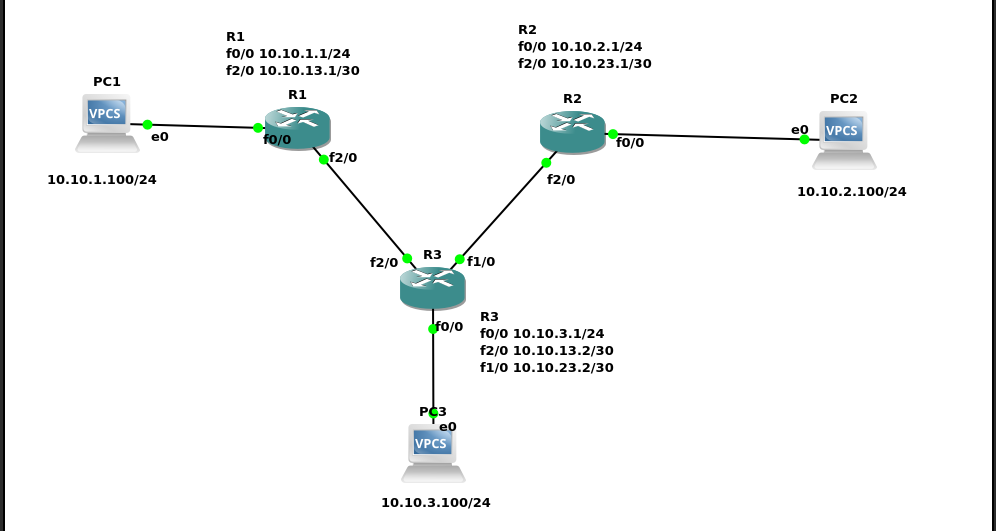 R1
f0/0 10.10.1.1/24
f2/0 10.10.13.1/30
R2
f0/0 10.10.2.1/24
f2/0 10.10.23.1/30
PC1
R1
R2
PC2
VPCS
e0
f0/0
f2/0
f0/0
f2/0
e0
VPCS
10.10.1.100/24
10.10.2.100/24
R3
f2/0
f1/0
f0/0
R3
f0/0 10.10.3.1/24
f2/0 10.10.13.2/30
f1/0 10.10.23.2/30
PC3
e0
VPCS
10.10.3.100/24